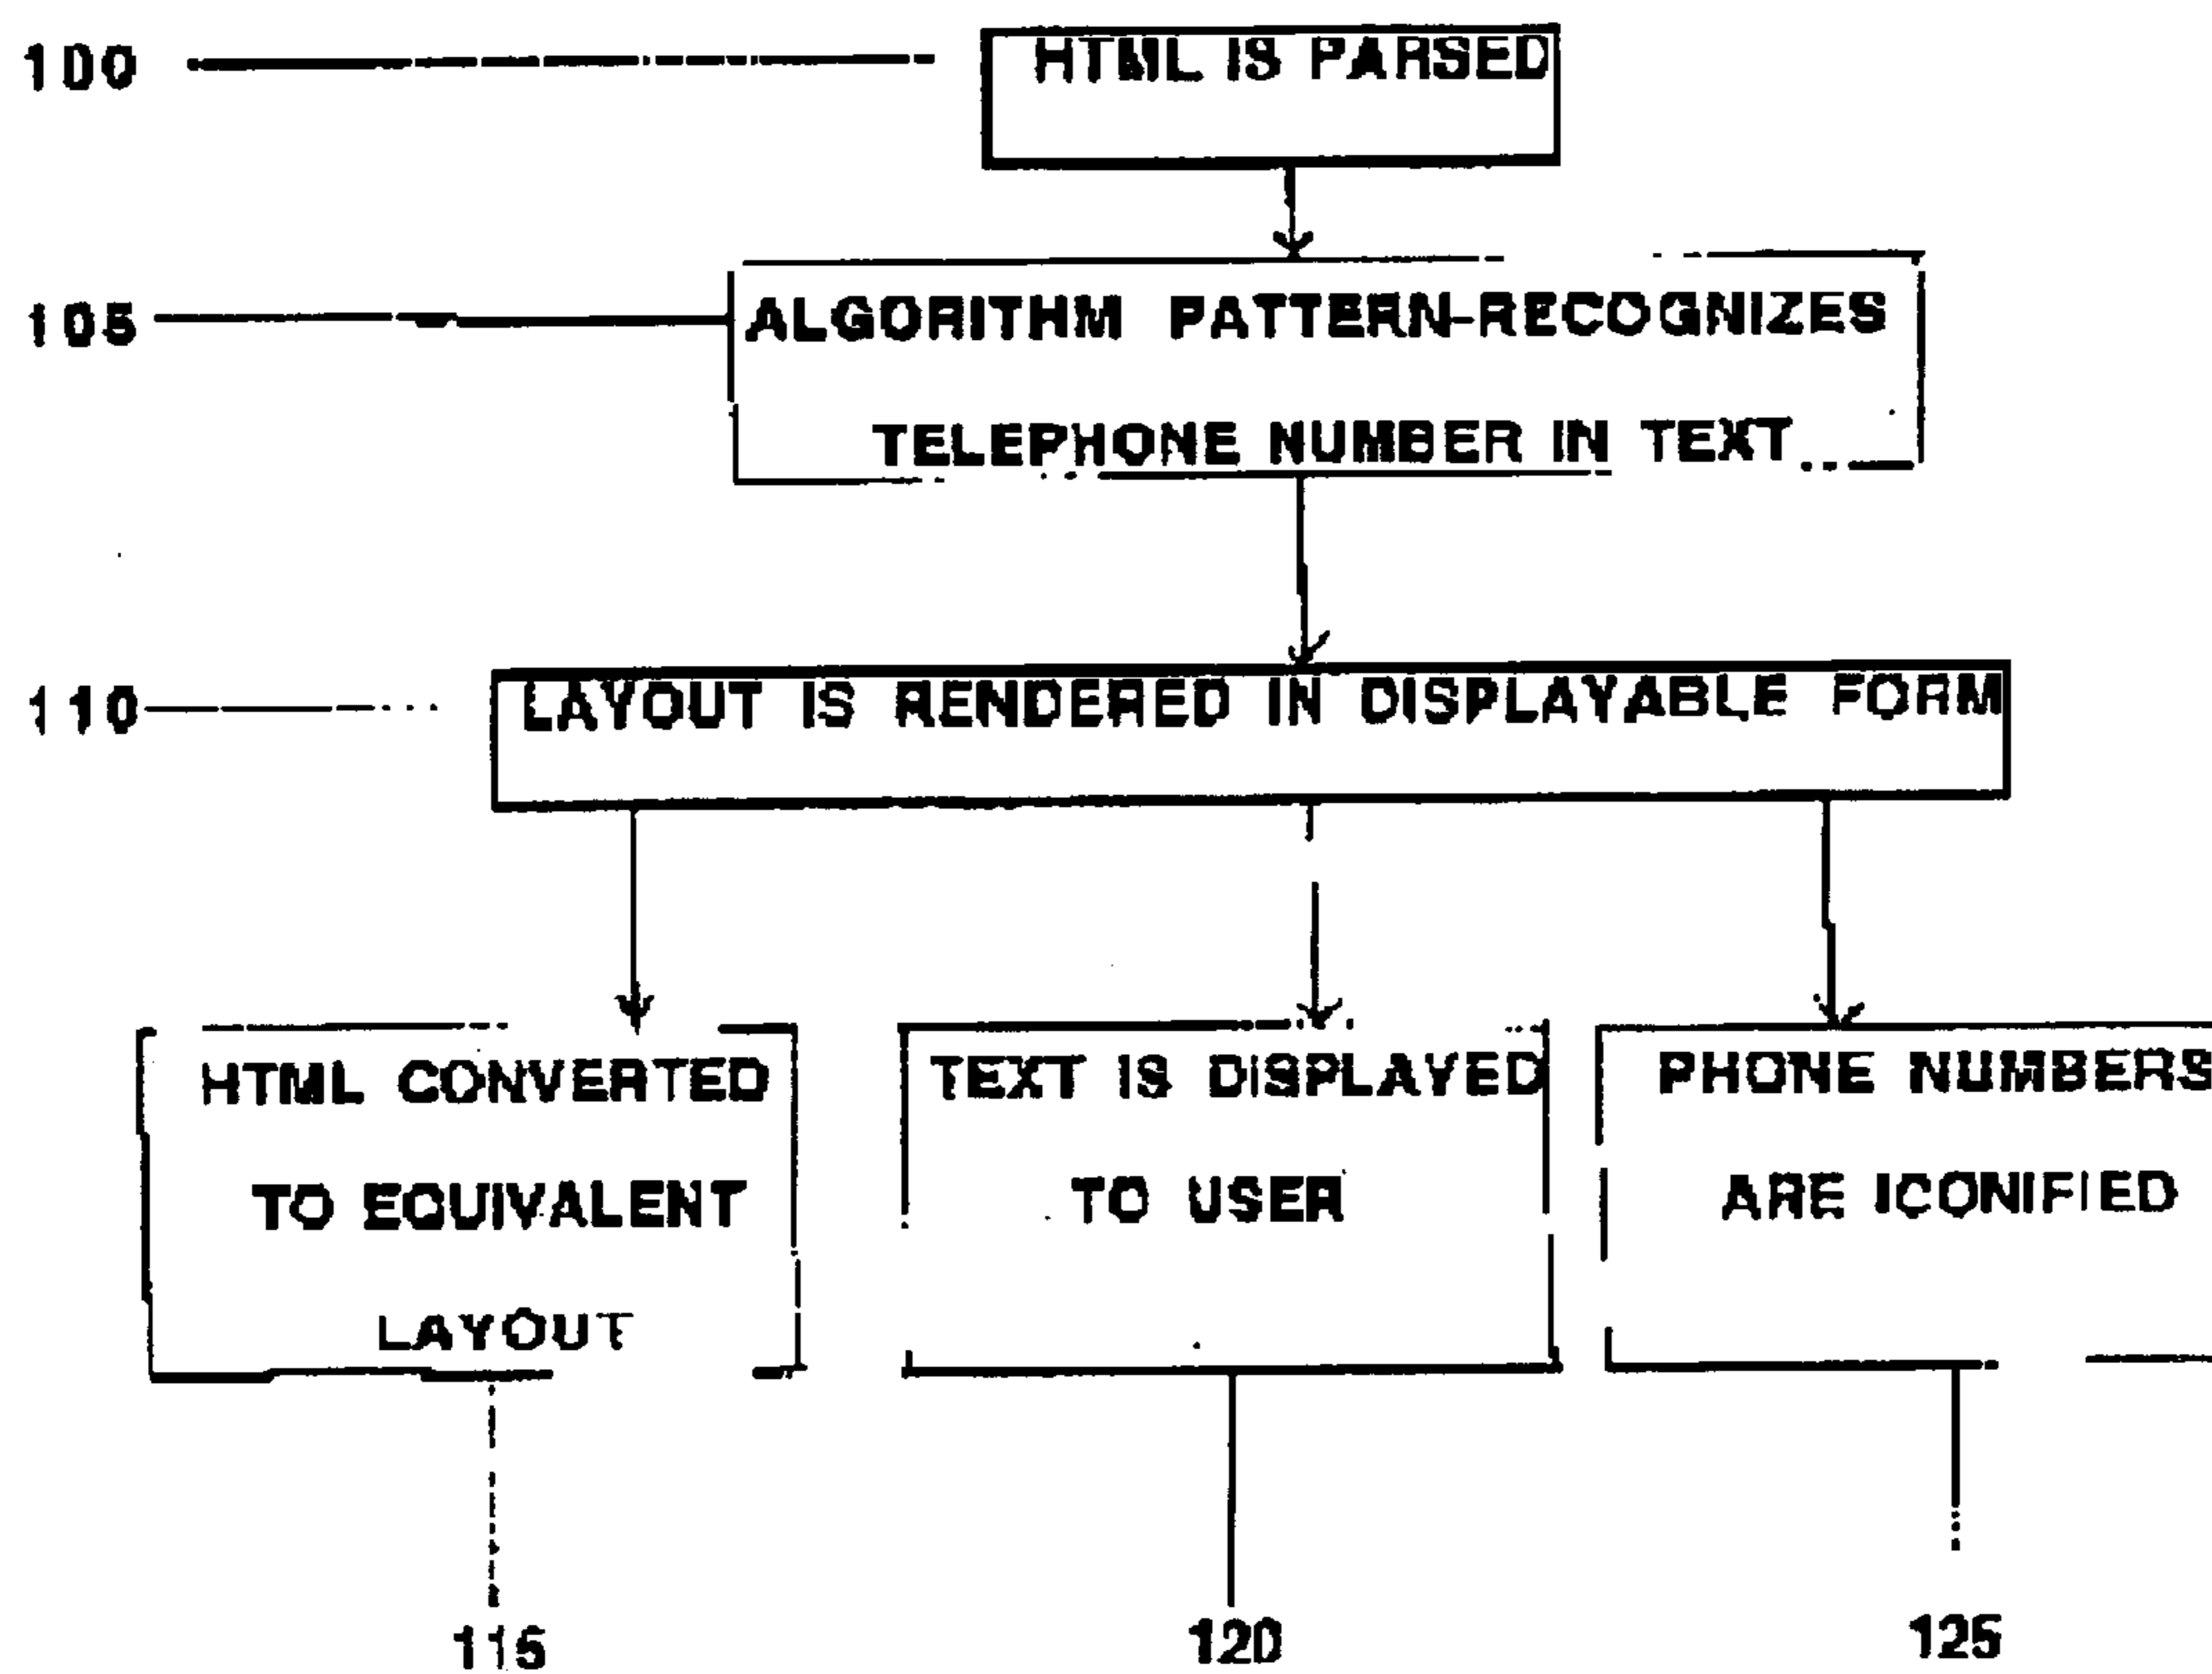 100
HTML IS PARSED
105
ALGORITHM PATTERN-RECOGNIZES
TELEPHONE NUMBER IN TEXT
110
LAYOUT IS RENDERED IN DISPLAYABLE FORM
HTML CONVERTED
TO EQUIVALENT
LAYOUT
TEXT IS DISPLAYED
TO USER
PHONE NUMBERS
ARE ICONIFIED
115
120
125